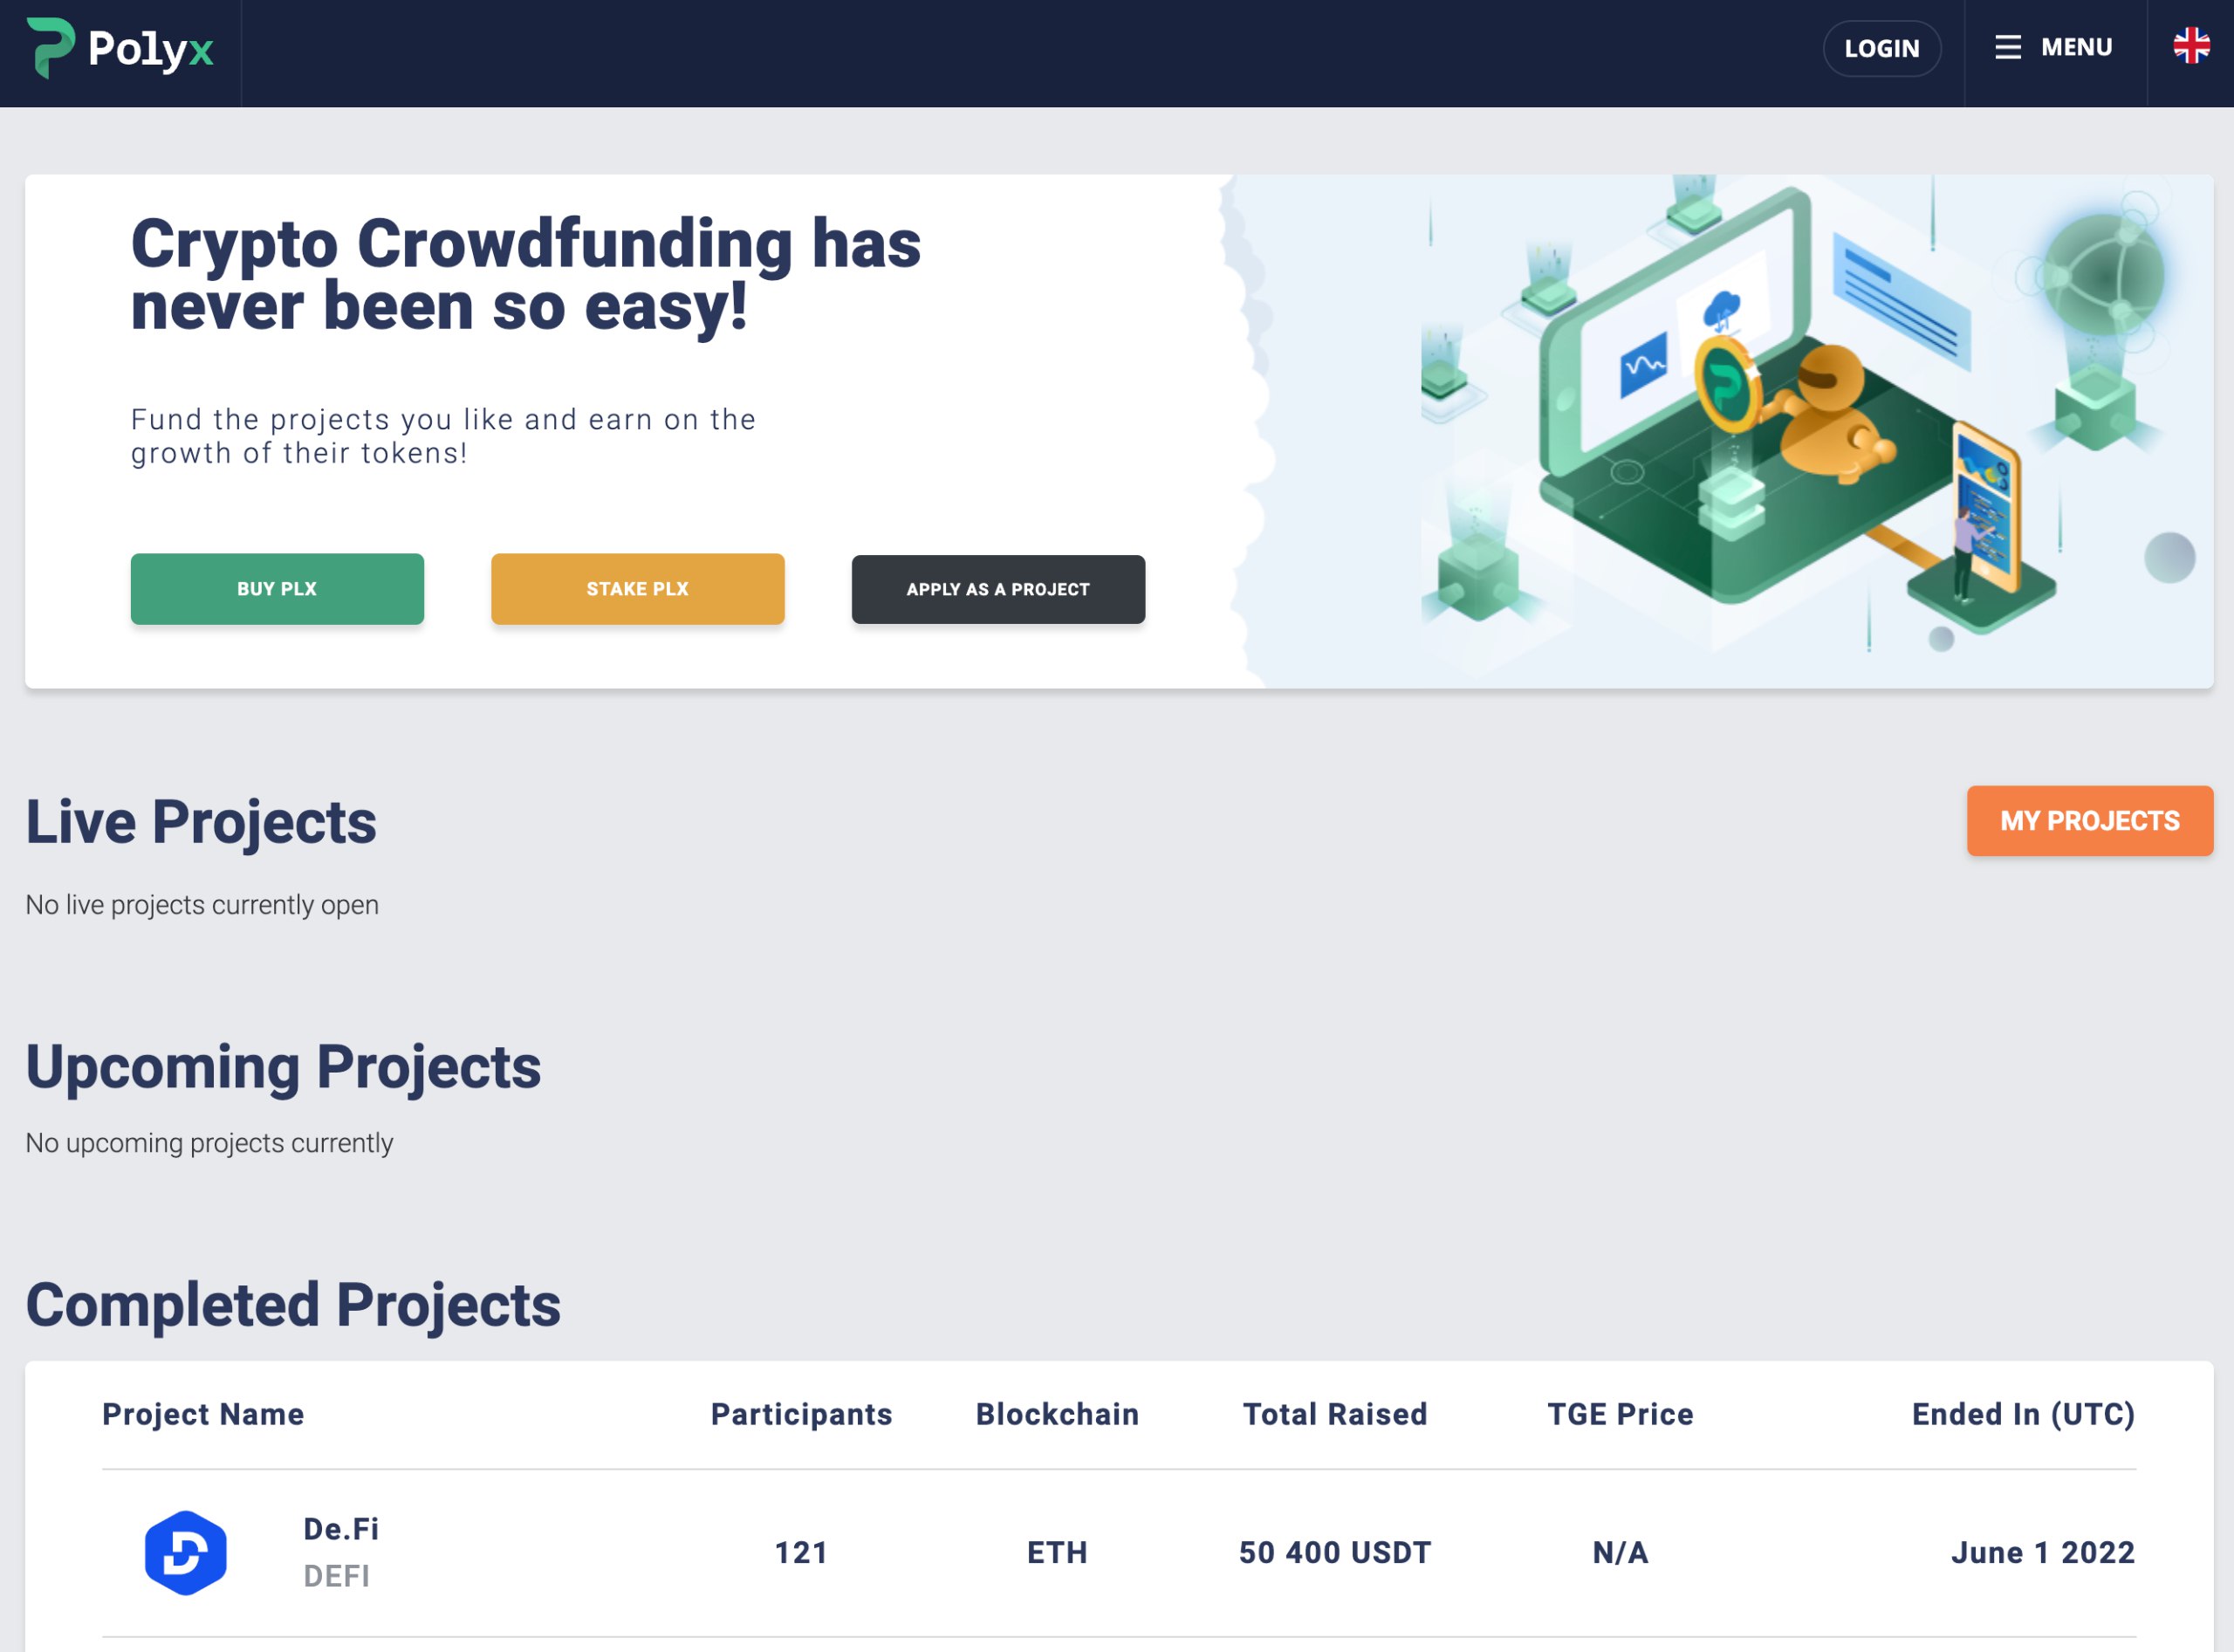 Polyx
LOGIN
MENU
Crypto Crowdfunding has
never been so easy!
Fund the projects you like and earn on the
growth of their tokens!
BUY PLX
STAKE PLX
APPLY AS A PROJECT
Live Projects
MY PROJECTS
No live projects currently open
Upcoming Projects
No upcoming projects currently
Completed Projects
Project Name Participants Blockchain Total Raised TGE Price Ended In (UTC)
De.Fi
DEFI
121 ETH 50 400 USDT N/A June 1 2022